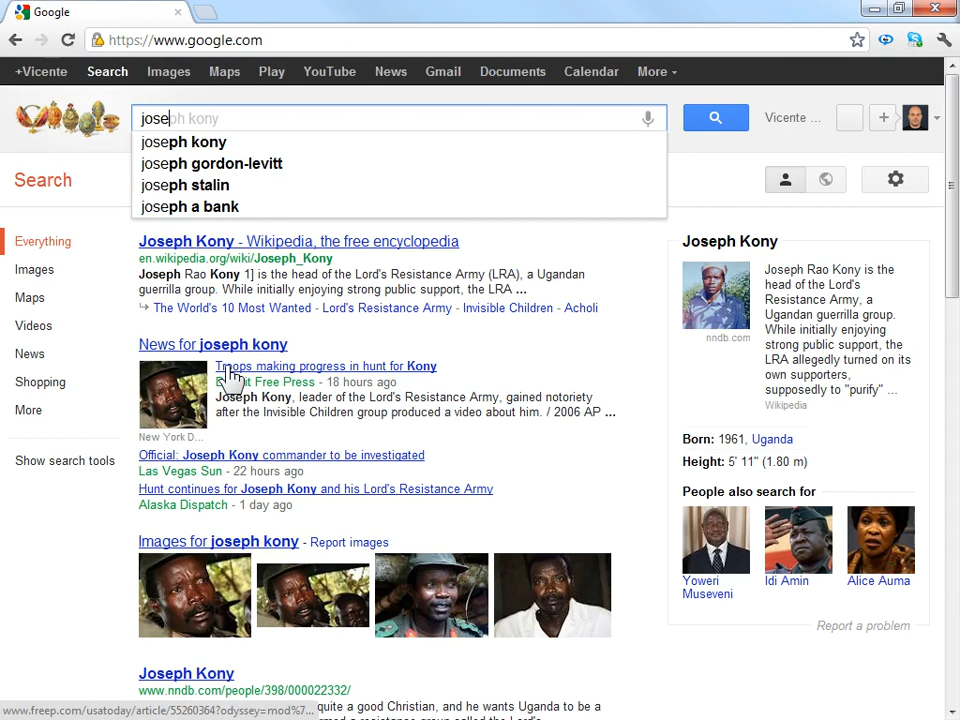 Google
https://www.google.com
+Vicente Search Images Maps Play YouTube News Gmail Documents Calendar More
joseph kony
Vicente ...
+
joseph kony
joseph gordon-levitt
joseph stalin
joseph a bank
Search
Everything
Images
Maps
Videos
News
Shopping
More
Show search tools
Joseph Kony - Wikipedia, the free encyclopedia
en.wikipedia.org/wiki/Joseph_Kony
Joseph Rao Kony 1] is the head of the Lord's Resistance Army (LRA), a Ugandan
guerrilla group. While initially enjoying strong public support, the LRA ...
The World's 10 Most Wanted - Lord's Resistance Army - Invisible Children - Acholi
News for joseph kony
Troops making progress in hunt for Kony
Free Press - 18 hours ago
Joseph Kony, leader of the Lord's Resistance Army, gained notoriety
after the Invisible Children group produced a video about him. / 2006 AP ...
New York D...
Official: Joseph Kony commander to be investigated
Las Vegas Sun - 22 hours ago
Hunt continues for Joseph Kony and his Lord's Resistance Army
Alaska Dispatch - 1 day ago
Images for joseph kony - Report images
Joseph Kony
www.nndb.com/people/398/000022332/
quite a good Christian, and he wants Uganda to be a
www.freep.com/usatoday/article/55260364?odyssey=mod%7...
Joseph Kony
nndb.com
Joseph Rao Kony is the
head of the Lord's
Resistance Army, a
Ugandan guerrilla group.
While initially enjoying
strong public support, the
LRA allegedly turned on its
own supporters,
supposedly to "purify" ...
Wikipedia
Born: 1961, Uganda
Height: 5' 11" (1.80 m)
People also search for
Yoweri
Museveni
Idi Amin
Alice Auma
Report a problem